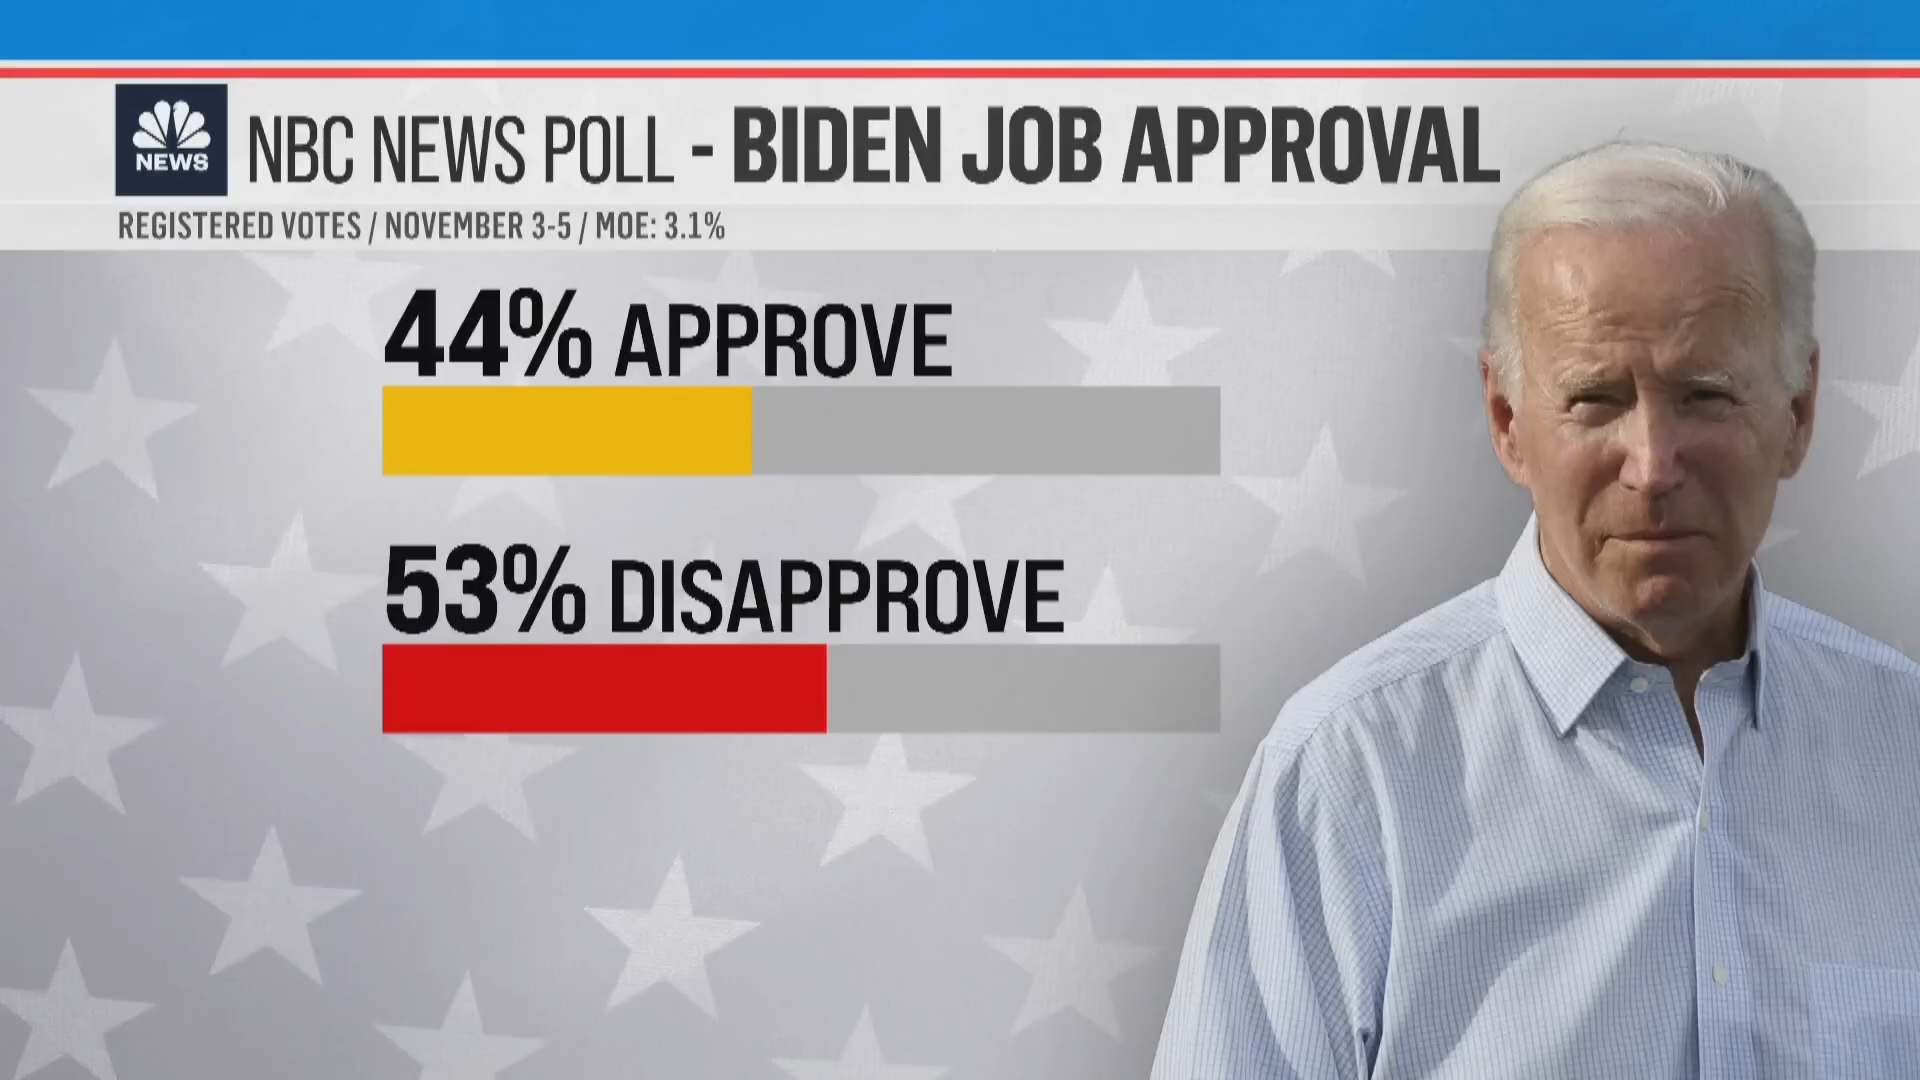 NEWS
NBC NEWS POLL - BIDEN JOB APPROVAL
REGISTERED VOTES / NOVEMBER 3-5 / MOE: 3.1%
44% APPROVE
53% DISAPPROVE